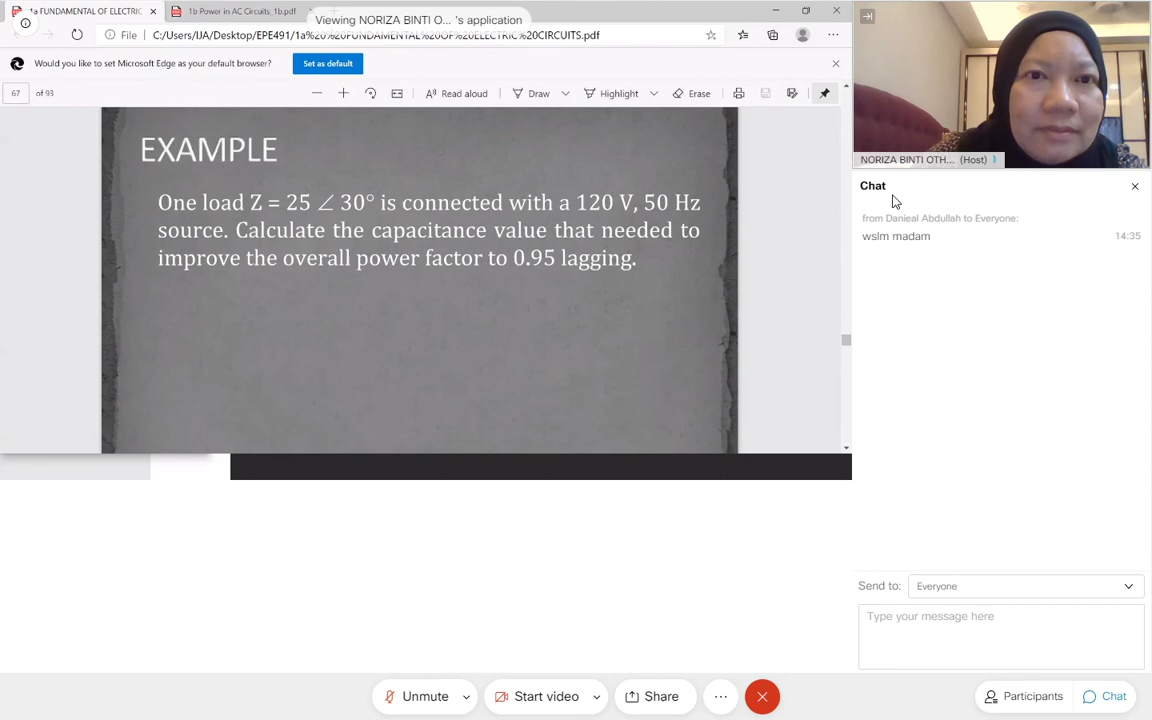 1a FUNDAMENTAL OF ELECTRIC
1b Power in AC Circuits_1b.pdf
Viewing NORIZA BINTI O... 's application
File
C:/Users/IJA/Desktop/EPE491/1a%20%20FUNDAMENTAL%20OF%20ELECTRIC%20CIRCUITS.pdf
Would you like to set Microsoft Edge as your default browser?
Set as default
67 of 93
Read aloud
Draw
Highlight
Erase
EXAMPLE
One load Z = 25 ∠ 30° is connected with a 120 V, 50 Hz
source. Calculate the capacitance value that needed to
improve the overall power factor to 0.95 lagging.
NORIZA BINTI OTH... (Host)
Chat
from Danieal Abdullah to Everyone:
wslm madam 14:35
Send to: Everyone
Type your message here
Unmute
Start video
Share
Participants
Chat